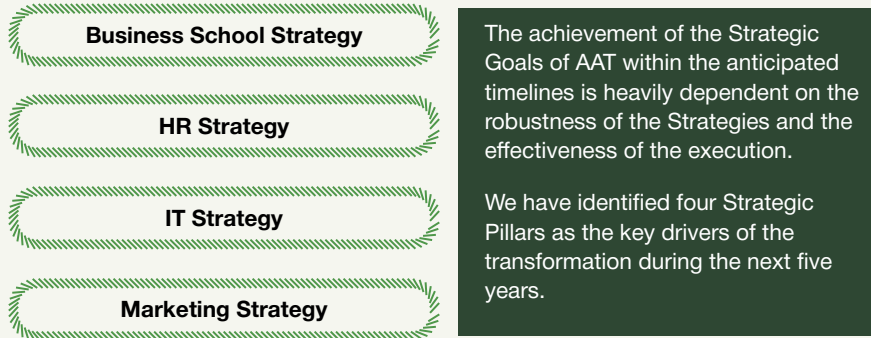 Business School Strategy
HR Strategy
IT Strategy
Marketing Strategy
The achievement of the Strategic
Goals of AAT within the anticipated
timelines is heavily dependent on the
robustness of the Strategies and the
effectiveness of the execution.
We have identified four Strategic
Pillars as the key drivers of the
transformation during the next five
years.